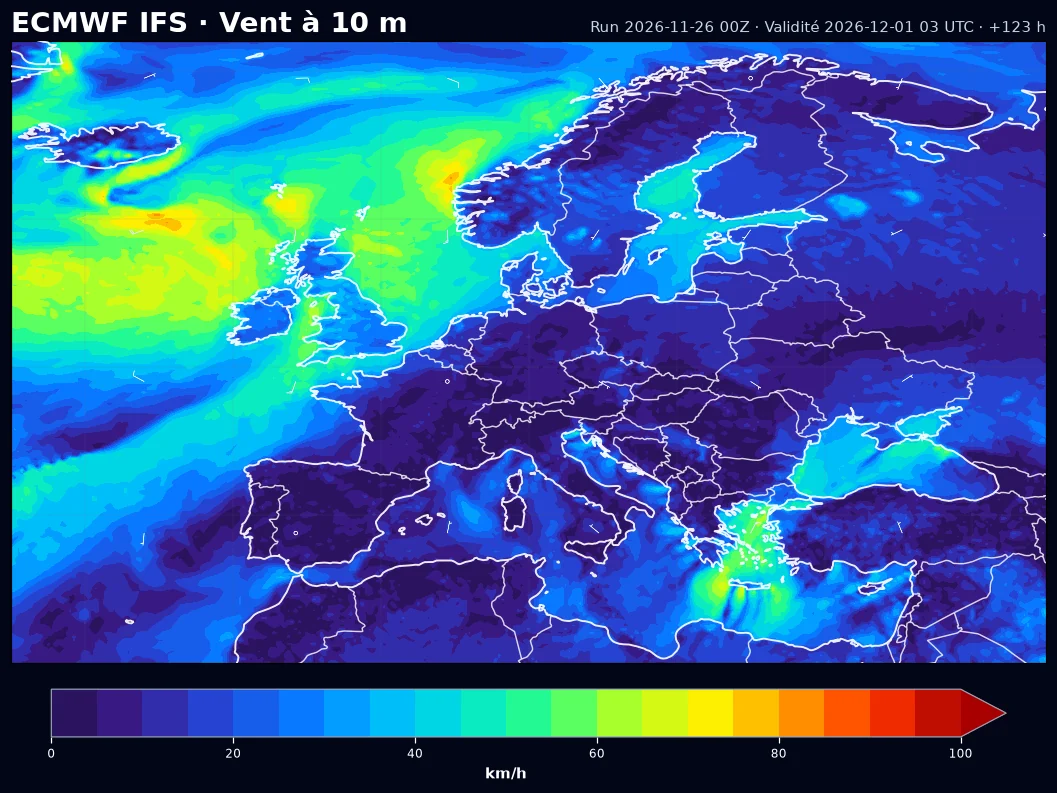 ECMWF IFS · Vent à 10 m
Run 2026-11-26 00Z · Validité 2026-12-01 03 UTC · +123 h
0 20 40 60 80 100
km/h